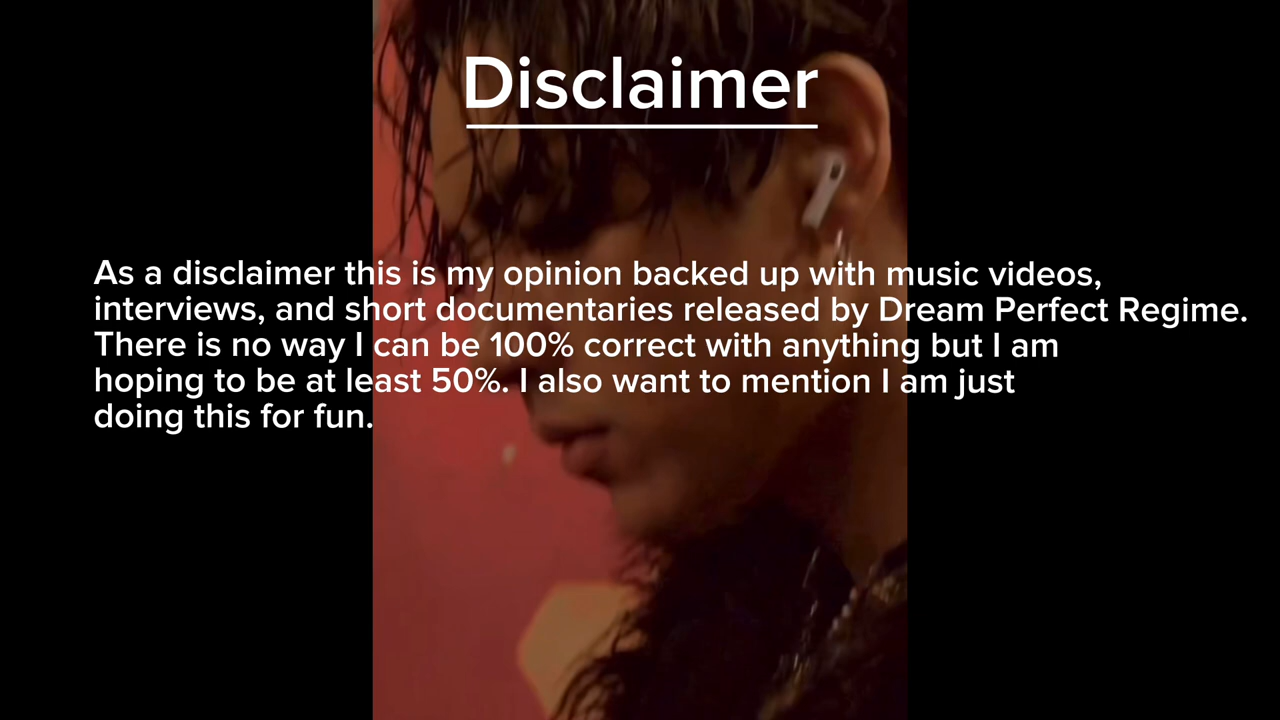 Disclaimer
As a disclaimer this is my opinion backed up with music videos,
interviews, and short documentaries released by Dream Perfect Regime.
There is no way I can be 100% correct with anything but I am
hoping to be at least 50%. I also want to mention I am just
doing this for fun.